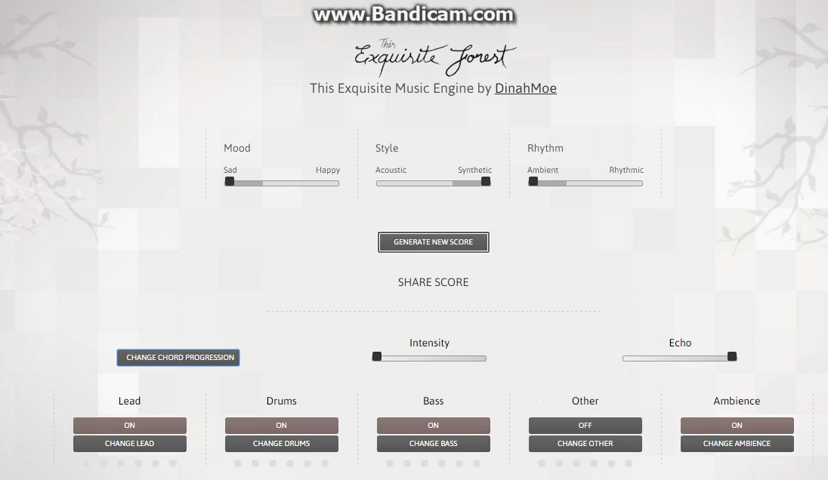 www.Bandicam.com
This
Exquisite Forest
This Exquisite Music Engine by DinahMoe
Mood
Style
Rhythm
Sad Happy
Acoustic Synthetic
Ambient Rhythmic
GENERATE NEW SCORE
SHARE SCORE
Intensity
Echo
CHANGE CHORD PROGRESSION
Lead
Drums
Bass
Other
Ambience
ON
ON
ON
OFF
ON
CHANGE LEAD
CHANGE DRUMS
CHANGE BASS
CHANGE OTHER
CHANGE AMBIENCE